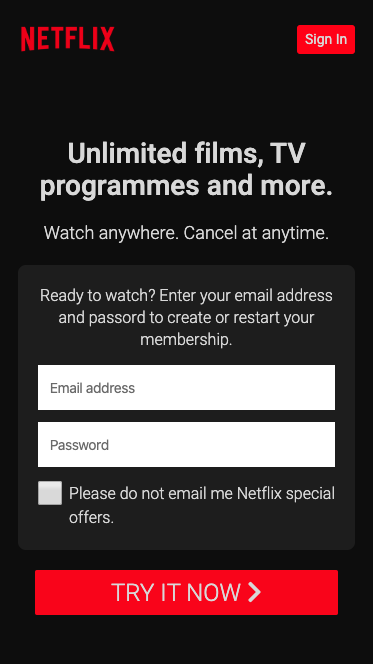 NETFLIX
Sign In
Unlimited films, TV
programmes and more.
Watch anywhere. Cancel at anytime.
Ready to watch? Enter your email address
and passord to create or restart your
membership.
Email address
Password
Please do not email me Netflix special
offers.
TRY IT NOW